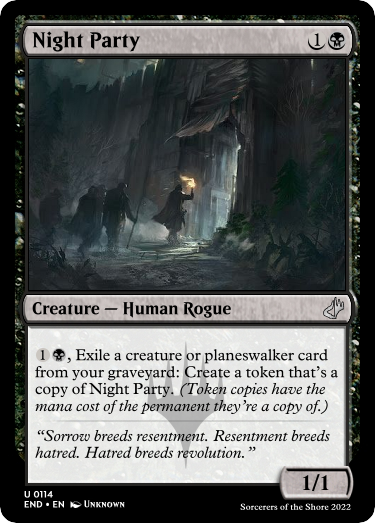 Night Party 1
Creature — Human Rogue
1 , Exile a creature or planeswalker card
from your graveyard: Create a token that's a
copy of Night Party. (Token copies have the
mana cost of the permanent they're a copy of.)
“Sorrow breeds resentment. Resentment breeds
hatred. Hatred breeds revolution.”
1/1
U 0114
END • EN Unknown
Sorcerers of the Shore 2022